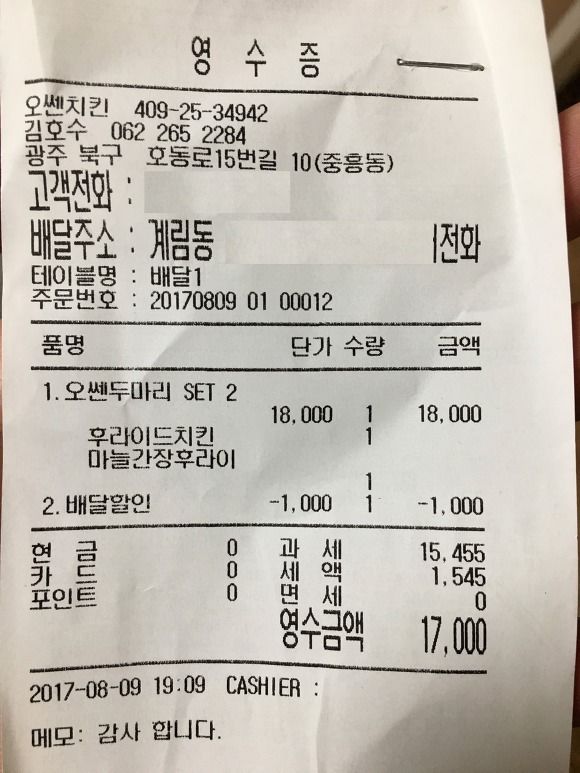 영 수 증
오쎈치킨 409-25-34942
김호수 062 265 2284
광주 북구 호동로15번길 10(중흥동)
고객전화 :
배달주소 : 계림동 전화
테이블명 : 배달1
주문번호 : 20170809 01 00012
품명 단가 수량 금액
1.오쎈두마리 SET 2
18,000 1 18,000
후라이드치킨 1
마늘간장후라이
1
2.배달할인 -1,000 1 -1,000
현 금 0 과 세 15,455
카 드 0 세 액 1,545
포인트 0 면 세 0
영수금액 17,000
2017-08-09 19:09 CASHIER :
메모: 감사 합니다.